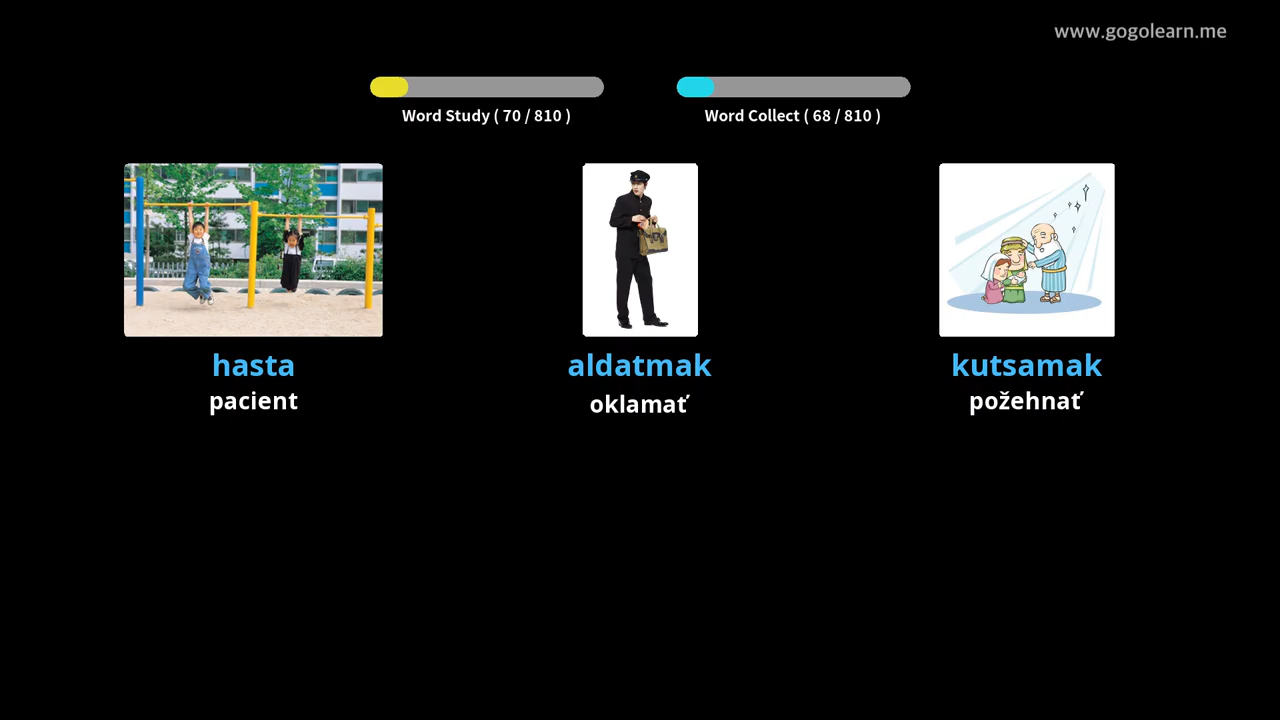 www.gogolearn.me
Word Study ( 70 / 810 )
Word Collect ( 68 / 810 )
hasta
pacient
aldatmak
oklamať
kutsamak
požehnať